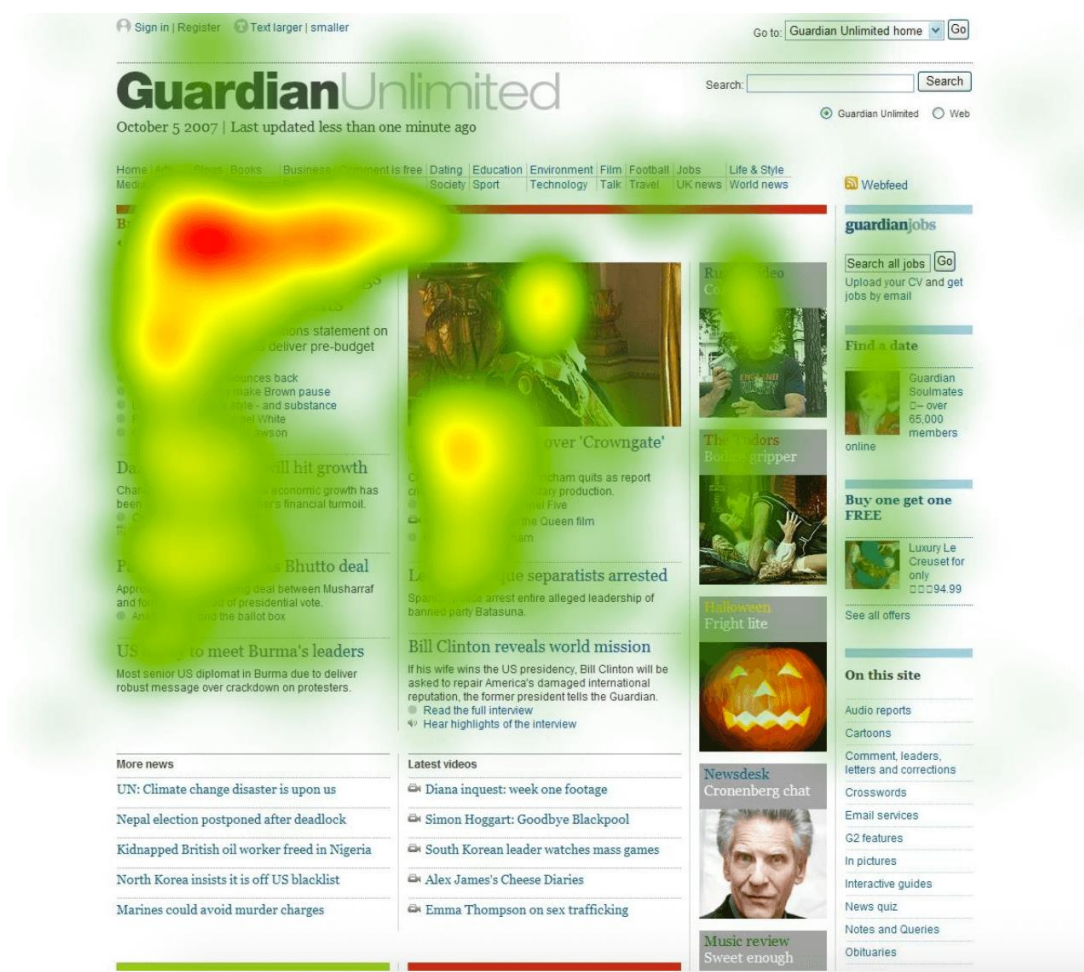 Sign in | Register Text larger | smaller
Go to: Guardian Unlimited home Go
GuardianUnlimited
Search: Search
Guardian Unlimited Web
October 5 2007 | Last updated less than one minute ago
Home Arts Blogs Books Business Comment is free Dating Education Environment Film Football Jobs Life & Style
Society Sport Technology Talk Travel UK news World news
Webfeed
statement on
deliver pre-budget
bounces back
make Brown pause
style - and substance
White
will hit growth
economic growth has
been financial turmoil.
Bhutto deal
deal between Musharraf
and of presidential vote.
and the ballot box
US to meet Burma's leaders
Most senior US diplomat in Burma due to deliver
robust message over crackdown on protesters.
over 'Crowngate'
quits as report
production.
Five
the Queen film
separatists arrested
arrest entire alleged leadership of
banned party Batasuna.
Bill Clinton reveals world mission
If his wife wins the US presidency, Bill Clinton will be
asked to repair America's damaged international
reputation, the former president tells the Guardian.
Read the full interview
Hear highlights of the interview
ENGLAND
The Tudors
Bodice gripper
Halloween
Fright lite
Newsdesk
Cronenberg chat
Music review
Sweet enough
guardianjobs
Search all jobs Go
Upload your CV and get
jobs by email
Find a date
Guardian
Soulmates
– over
65,000
members
online
Buy one get one
FREE
Luxury Le
Creuset for
only
94.99
See all offers
On this site
Audio reports
Cartoons
Comment, leaders,
letters and corrections
Crosswords
Email services
G2 features
In pictures
Interactive guides
News quiz
Notes and Queries
Obituaries
More news
UN: Climate change disaster is upon us
Nepal election postponed after deadlock
Kidnapped British oil worker freed in Nigeria
North Korea insists it is off US blacklist
Marines could avoid murder charges
Latest videos
Diana inquest: week one footage
Simon Hoggart: Goodbye Blackpool
South Korean leader watches mass games
Alex James's Cheese Diaries
Emma Thompson on sex trafficking